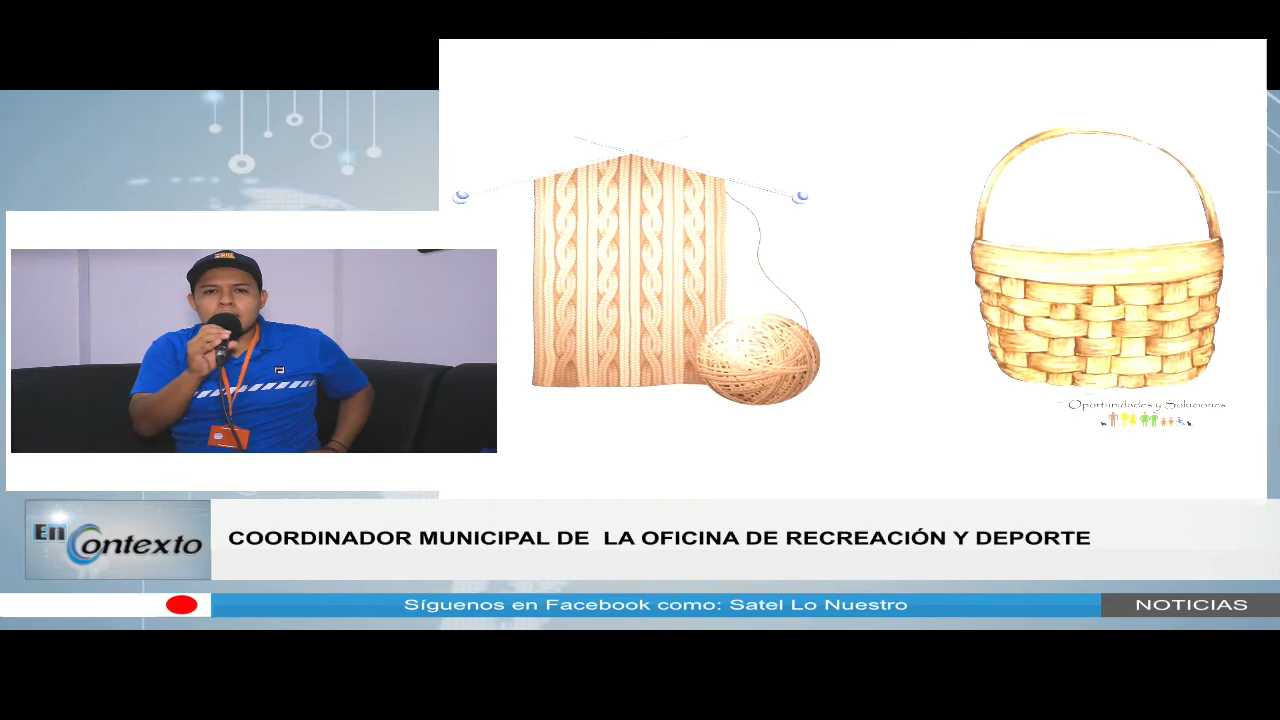 Oportunidades y Soluciones
En Contexto
COORDINADOR MUNICIPAL DE  LA OFICINA DE RECREACIÓN Y DEPORTE
Síguenos en Facebook como: Satel Lo Nuestro
NOTICIAS